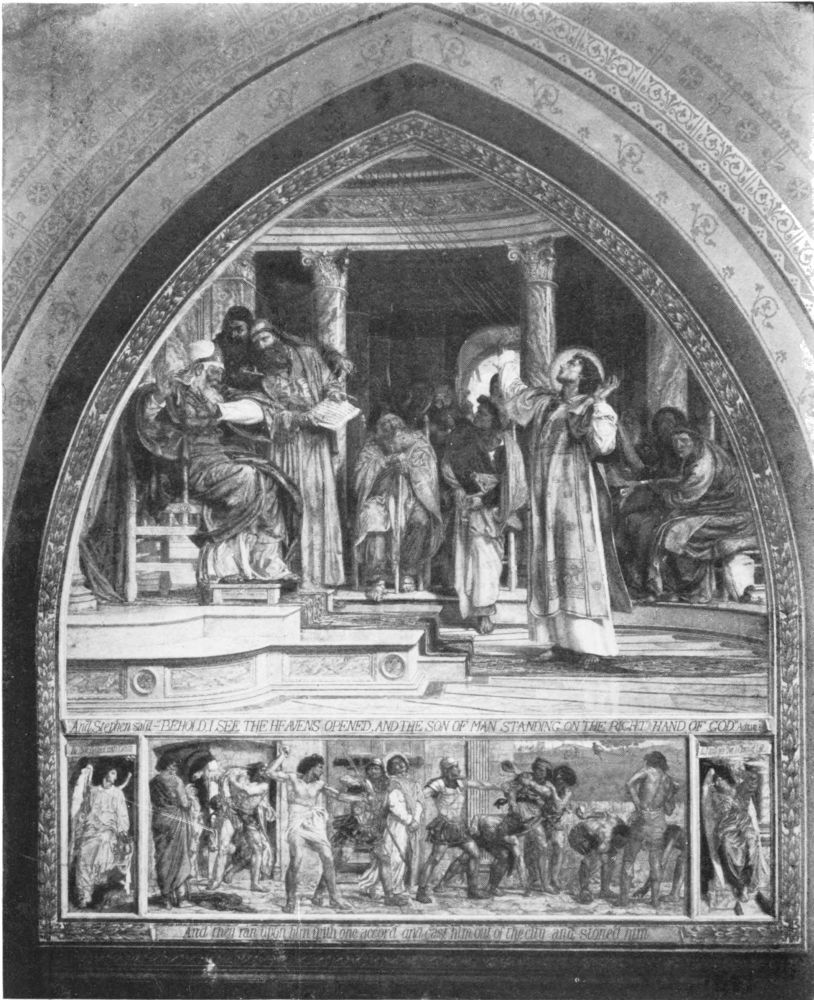 And Stephen said - "BEHOLD, I SEE THE HEAVENS OPENED, AND THE SON OF MAN STANDING ON THE RIGHT HAND OF GOD"
And they ran upon him with one accord and cast him out of the city and stoned him